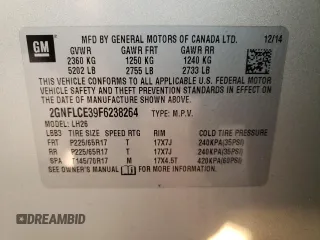 GM
MFD BY GENERAL MOTORS OF CANADA LTD. 12/14
GVWR GAWR FRT GAWR RR
2360 KG 1250 KG 1240 KG
5202 LB 2755 LB 2733 LB
THIS VEHICLE CONFORMS TO ALL APPLICABLE U.S. FEDERAL
MOTOR VEHICLE SAFETY AND THEFT PREVENTION STANDARDS
IN EFFECT ON THE DATE OF MANUFACTURE SHOWN ABOVE.
2GNFLCE39F6238264 TYPE: M.P.V.
MODEL: LH26
LBB3 TIRE SIZE SPEED RTG RIM COLD TIRE PRESSURE
FRT P225/65R17 T 17X7J 240KPA(35PSI)
RR P225/65R17 T 17X7J 240KPA(35PSI)
SPA T145/70R17 M 17X4.5T 420KPA(60PSI)
SEE OWNER'S MANUAL FOR ADDITIONAL INFORMATION.
DREAMBID